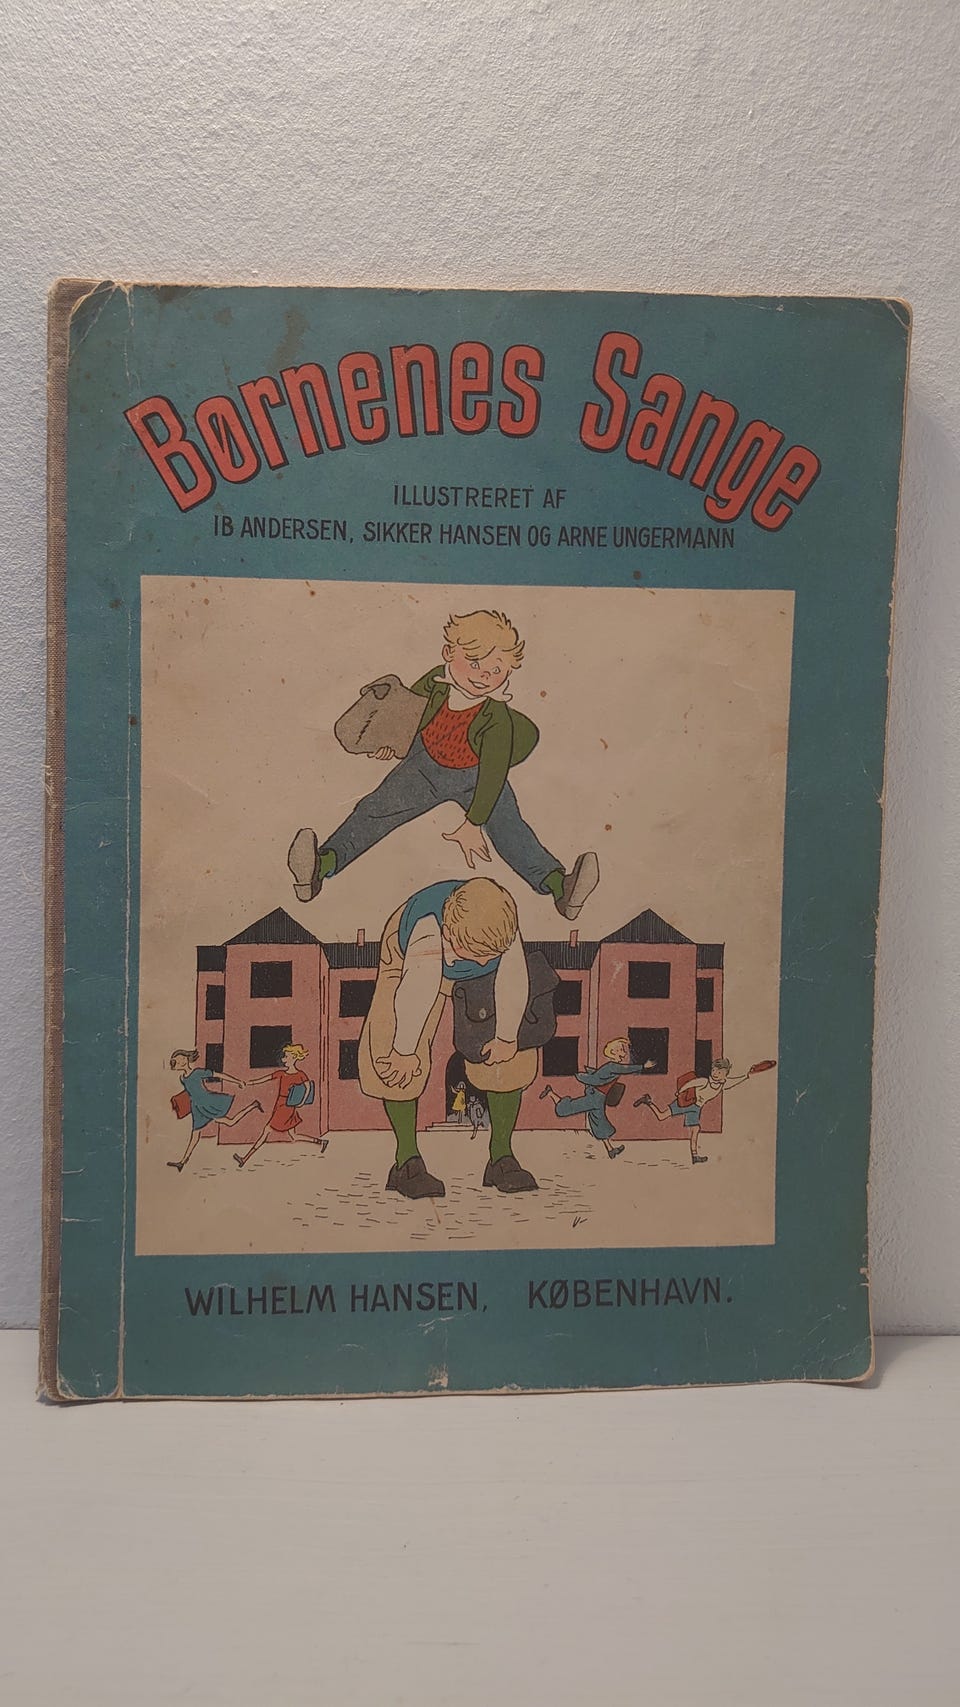 Børnenes Sange
ILLUSTRERET AF
IB ANDERSEN, SIKKER HANSEN OG ARNE UNGERMANN
WILHELM HANSEN, KØBENHAVN.